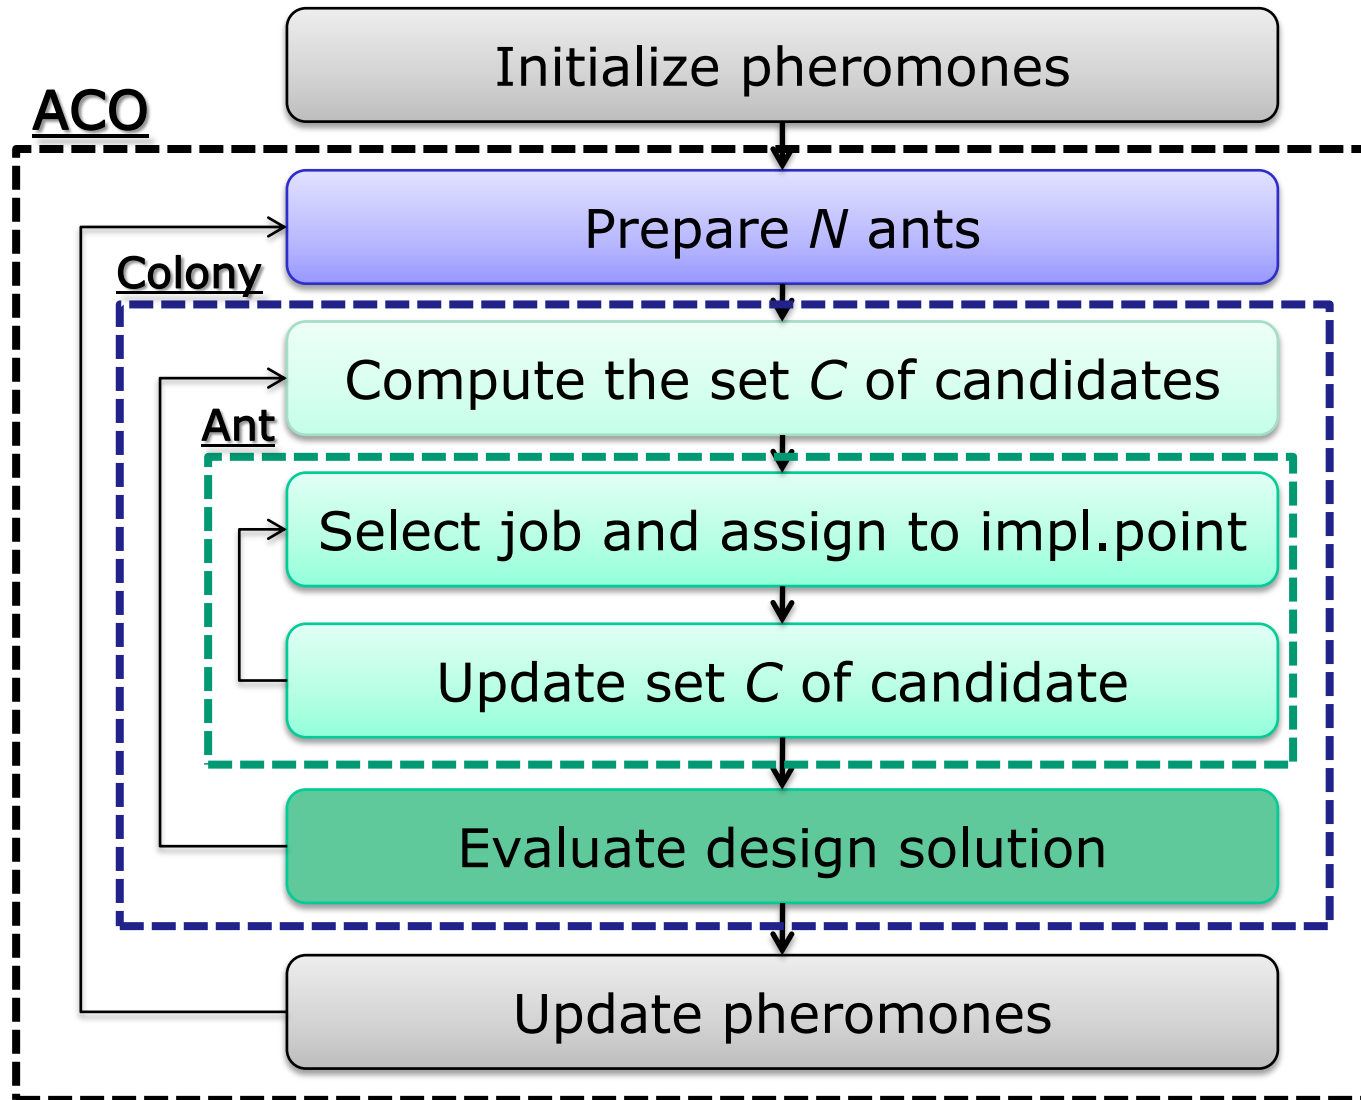 Initialize pheromones
ACO
Prepare N ants
Colony
Compute the set C of candidates
Ant
Select job and assign to impl.point
Update set C of candidate
Evaluate design solution
Update pheromones